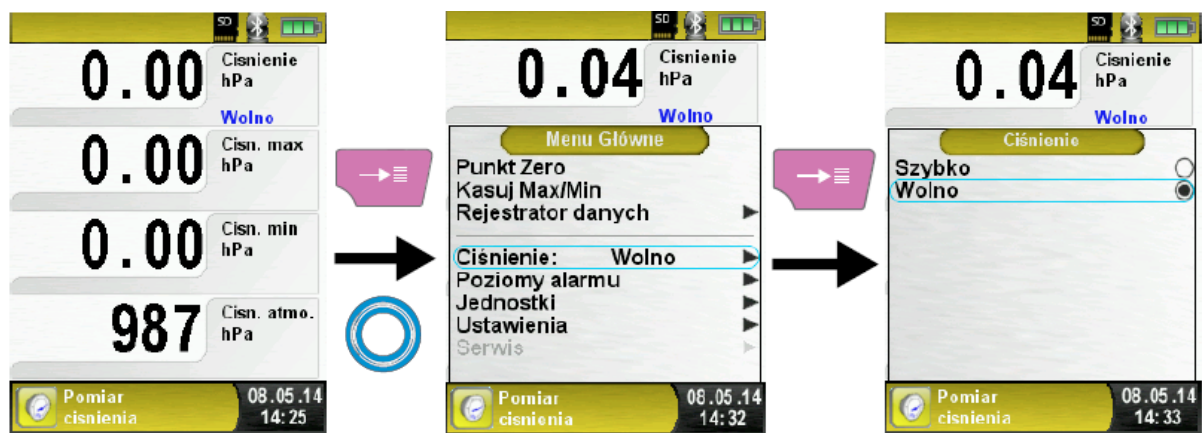 SD
0.00
Cisnienie
hPa
Wolno
0.00
Cisn. max
hPa
0.00
Cisn. min
hPa
987
Cisn. atmo.
hPa
Pomiar
cisnienia
08.05.14
14:25
SD
0.04
Cisnienie
hPa
Wolno
Menu Główne
Punkt Zero
Kasuj Max/Min
Rejestrator danych
Ciśnienie: Wolno
Poziomy alarmu
Jednostki
Ustawienia
Serwis
Pomiar
cisnienia
08.05.14
14:32
SD
0.04
Cisnienie
hPa
Wolno
Ciśnienie
Szybko
Wolno
Pomiar
cisnienia
08.05.14
14:33